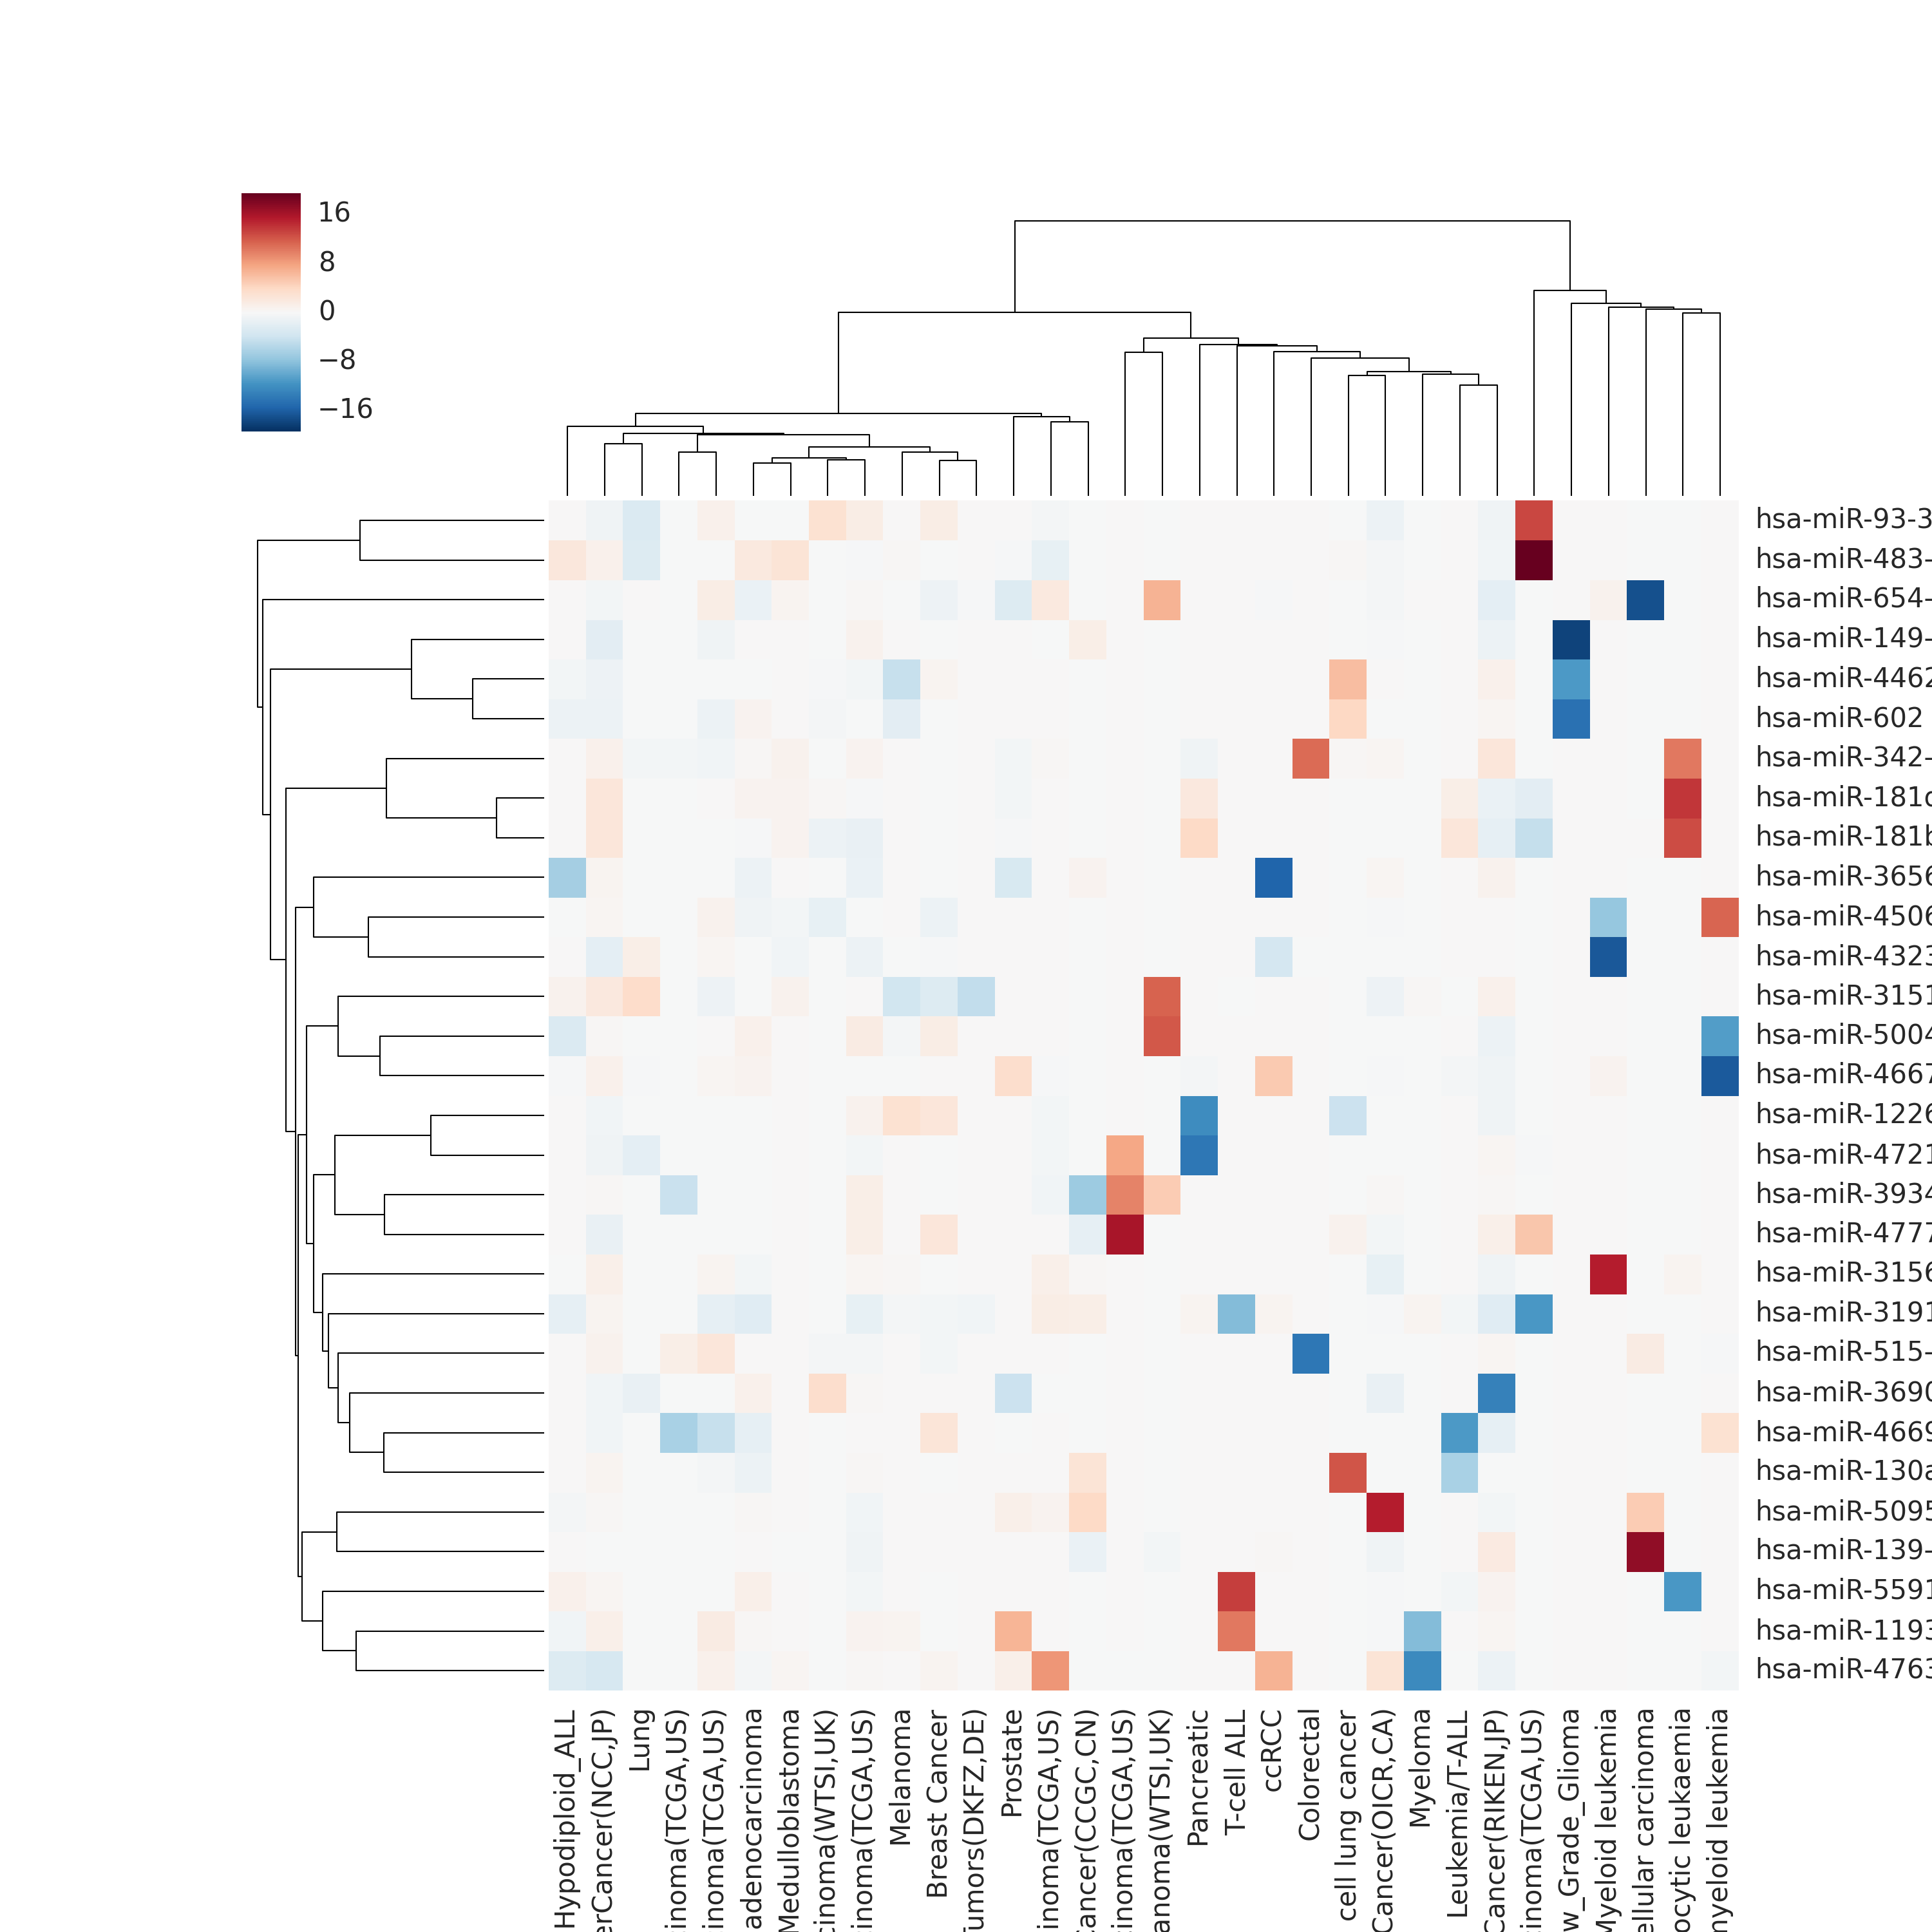 16
8
0
−8
−16
hsa-miR-93-3
hsa-miR-483-
hsa-miR-654-
hsa-miR-149-
hsa-miR-4462
hsa-miR-602
hsa-miR-342-
hsa-miR-181
hsa-miR-181b
hsa-miR-3656
hsa-miR-4506
hsa-miR-4323
hsa-miR-3151
hsa-miR-5004
hsa-miR-4667
hsa-miR-1226
hsa-miR-4721
hsa-miR-3934
hsa-miR-4777
hsa-miR-3156
hsa-miR-3191
hsa-miR-515-
hsa-miR-3690
hsa-miR-4669
hsa-miR-130a
hsa-miR-5095
hsa-miR-139-
hsa-miR-5591
hsa-miR-1193
hsa-miR-4763
Hypodiploid_ALL
erCancer(NCC,JP)
Lung
inoma(TCGA,US)
inoma(TCGA,US)
adenocarcinoma
Medulloblastoma
cinoma(WTSI,UK)
inoma(TCGA,US)
Melanoma
Breast Cancer
Tumors(DKFZ,DE)
Prostate
inoma(TCGA,US)
Cancer(CCGC,CN)
inoma(TCGA,US)
anoma(WTSI,UK)
Pancreatic
T-cell ALL
ccRCC
Colorectal
cell lung cancer
Cancer(OICR,CA)
Myeloma
Leukemia/T-ALL
Cancer(RIKEN,JP)
inoma(TCGA,US)
w_Grade_Glioma
Myeloid leukemia
ellular carcinoma
ocytic leukaemia
myeloid leukemia